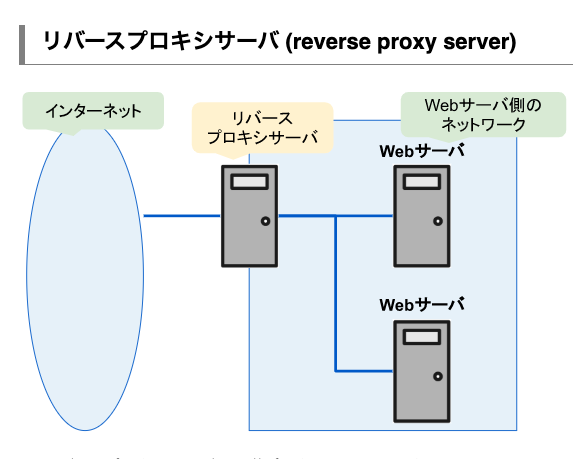 リバースプロキシサーバ (reverse proxy server)
インターネット
リバース
プロキシサーバ
Webサーバ側の
ネットワーク
Webサーバ
Webサーバ